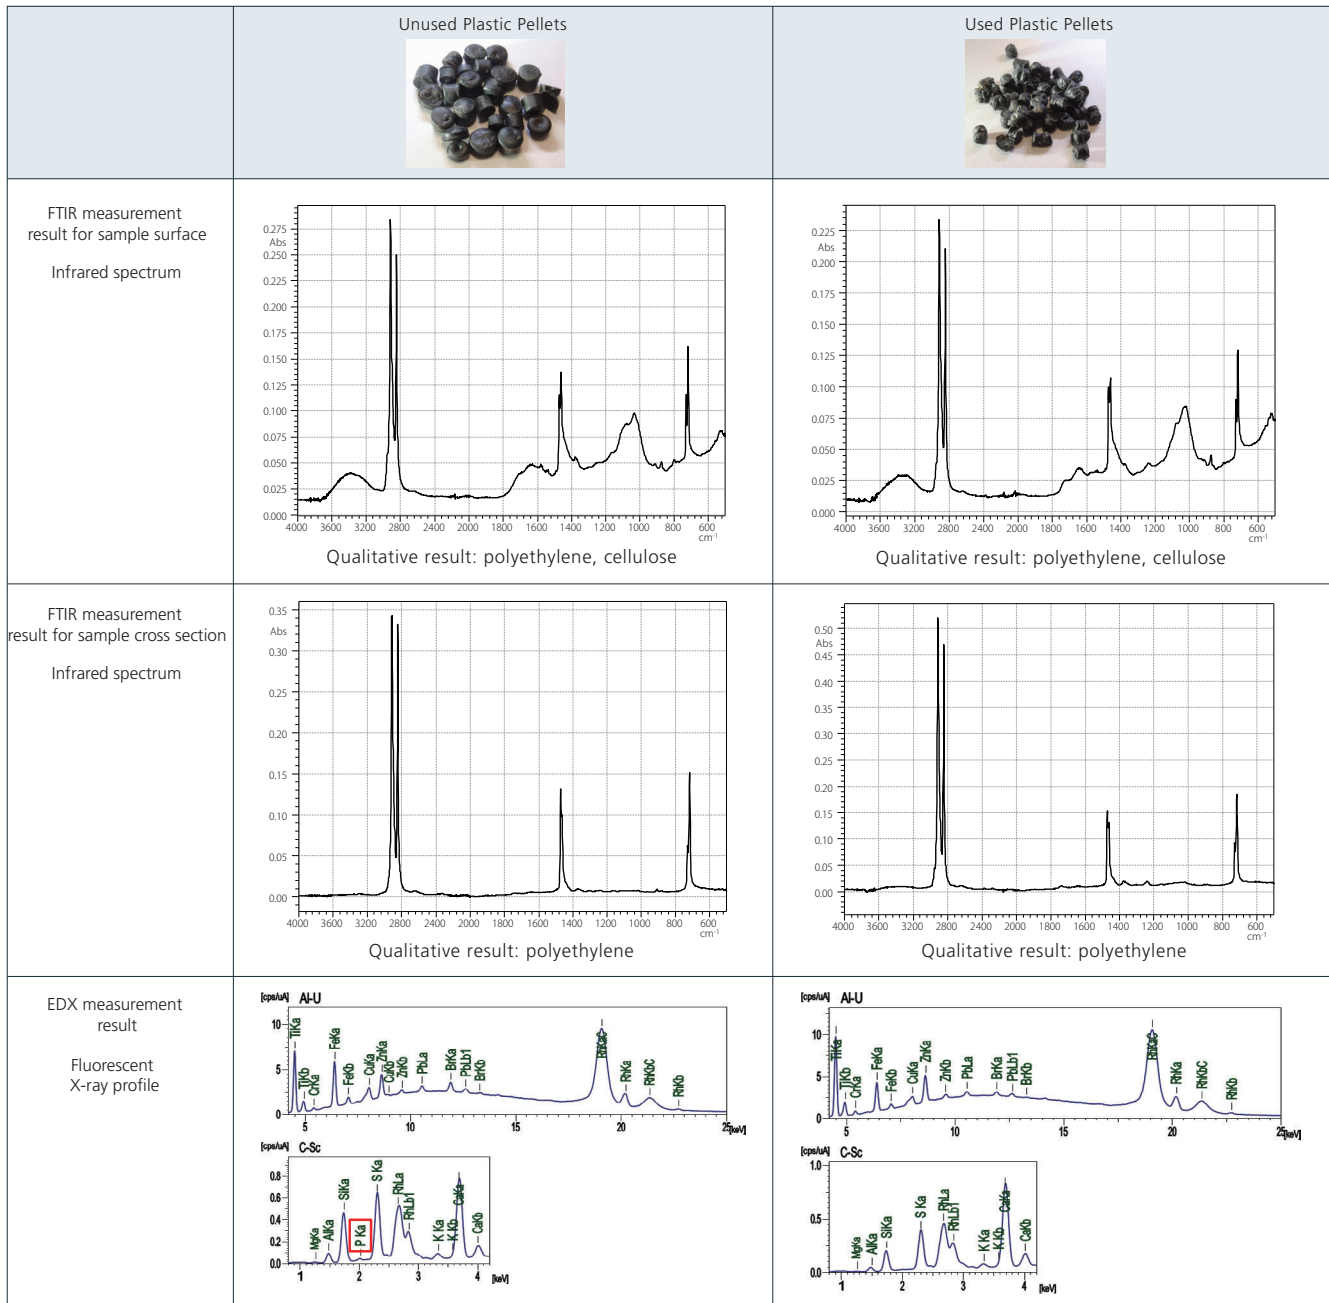 Unused Plastic Pellets
Used Plastic Pellets
FTIR measurement
result for sample surface
Infrared spectrum
0.275
Abs
0.250
0.225
0.200
0.175
0.150
0.125
0.100
0.075
0.050
0.025
0.000
4000 3600 3200 2800 2400 2000 1600 1400 1200 1000 800 600
cm-1
Qualitative result: polyethylene, cellulose
0.225
Abs
0.200
0.175
0.150
0.125
0.100
0.075
0.050
0.025
0.000
4000 3600 3200 2800 2400 2000 1600 1400 1200 1000 800 600
cm-1
Qualitative result: polyethylene, cellulose
FTIR measurement
result for sample cross section
Infrared spectrum
0.35
Abs
0.30
0.25
0.20
0.15
0.10
0.05
0.00
4000 3600 3200 2800 2400 2000 1600 1400 1200 1000 800 600
cm-1
Qualitative result: polyethylene
0.50
Abs
0.45
0.40
0.35
0.30
0.25
0.20
0.15
0.10
0.05
0.00
4000 3600 3200 2800 2400 2000 1600 1400 1200 1000 800 600
cm-1
Qualitative result: polyethylene
EDX measurement
result
Fluorescent
X-ray profile
[cps/uA] Al-U
10
5
0
TiKa TiKb CrKa FeKa FeKb CuKa ZnKa CuKb ZnKb PbLa BrKa PbLb1 BrKb RhKaC RhKa RhKbC RhKb
5 10 15 20 25 [keV]
[cps/uA] C-Sc
0.8
0.6
0.4
0.2
0.0
MgKa AlKa SiKa P Ka S Ka RhLa RhLb1 K Ka K Kb CaKa CaKb
1 2 3 4 [keV]
[cps/uA] Al-U
10
5
0
TiKa TiKb CrKa FeKa FeKb CuKa ZnKa ZnKb PbLa BrKa PbLb1 BrKb RhKaC RhKa RhKbC RhKb
5 10 15 20 25 [keV]
[cps/uA] C-Sc
1.0
0.5
0.0
MgKa AlKa SiKa S Ka RhLa RhLb1 K Ka K Kb CaKa CaKb
1 2 3 4 [keV]